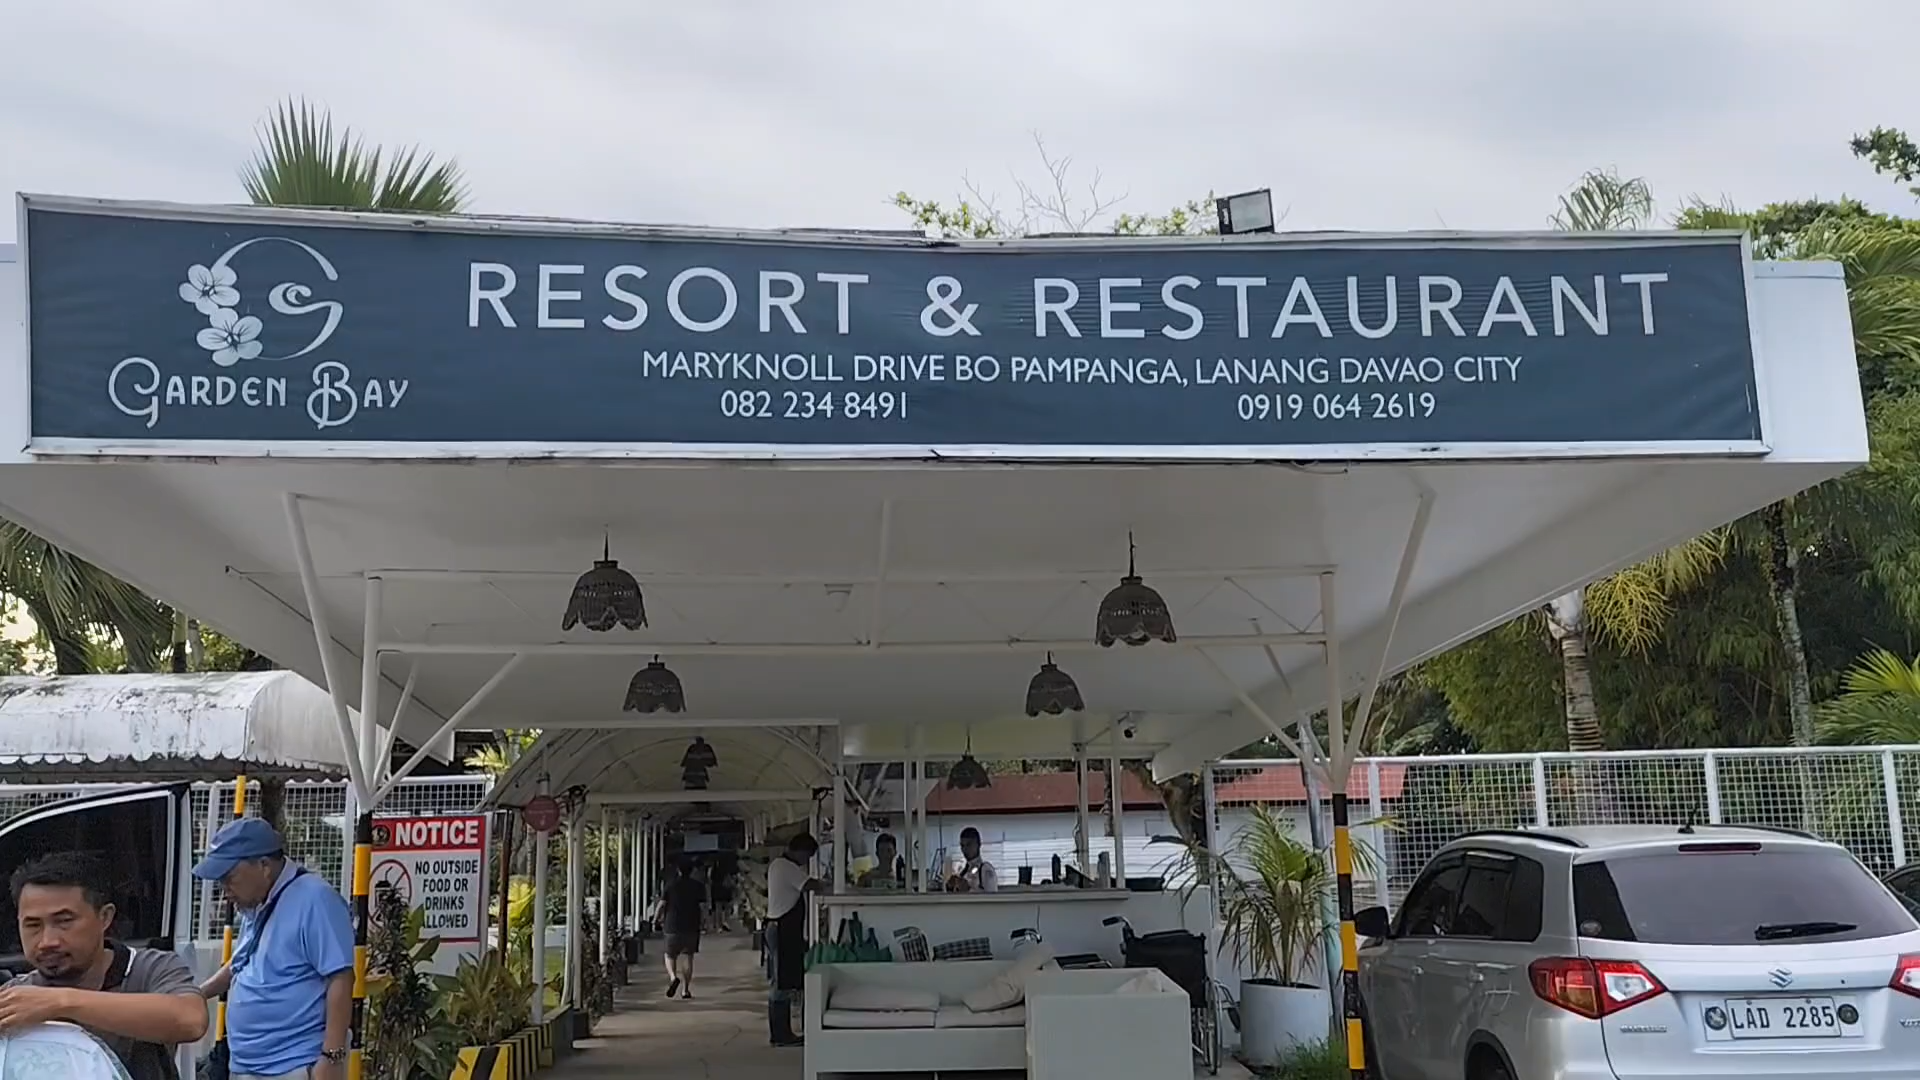 GARDEN BAY
RESORT & RESTAURANT
MARYKNOLL DRIVE BO PAMPANGA, LANANG DAVAO CITY
082 234 8491
0919 064 2619
NOTICE
NO OUTSIDE
FOOD OR
DRINKS
ALLOWED
LAD 2285